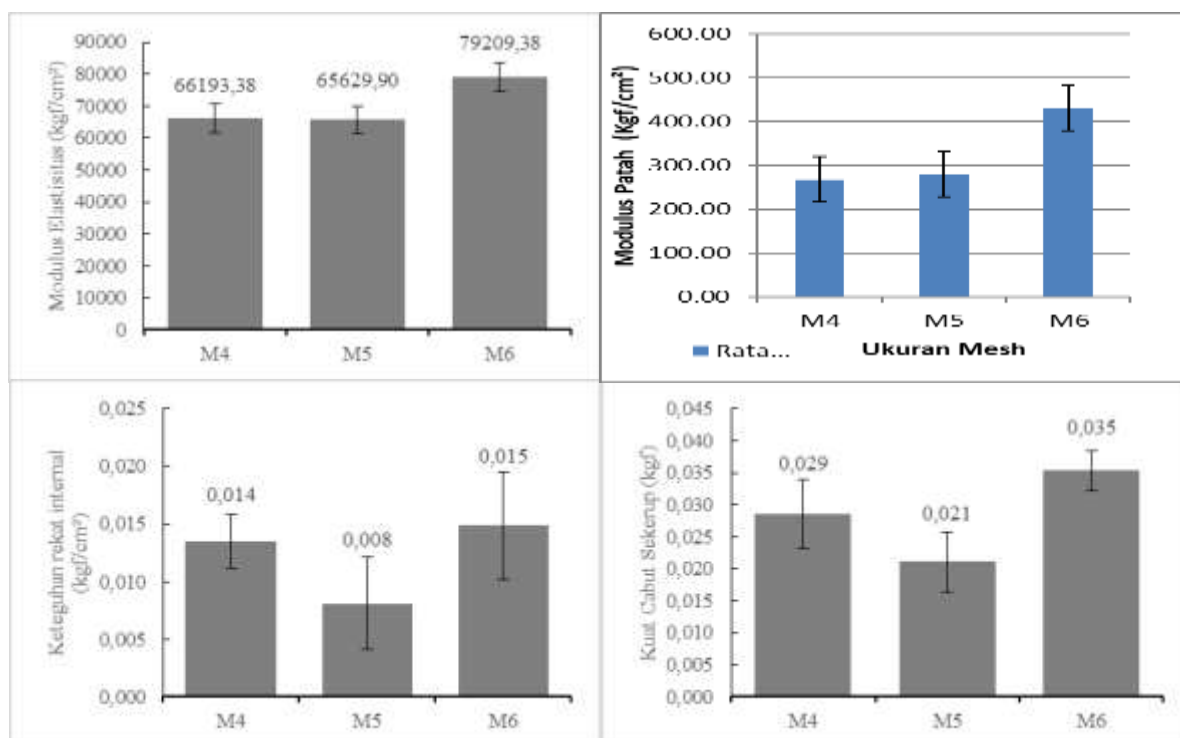 Modulus Elastisitas (kgf/cm²)
90000
80000
70000
60000
50000
40000
30000
20000
10000
0
66193,38
65629,90
79209,38
M4
M5
M6
Modulus Patah (Kgf/cm²)
600.00
500.00
400.00
300.00
200.00
100.00
0.00
M4
M5
M6
Rata...
Ukuran Mesh
Keteguhun rekat internal
(kgf/cm²)
0,025
0,020
0,015
0,010
0,005
0,000
0,014
0,008
0,015
M4
M5
M6
Kuat Cabut Sekerup (kgf)
0,045
0,040
0,035
0,030
0,025
0,020
0,015
0,010
0,005
0,000
0,029
0,021
0,035
M4
M5
M6